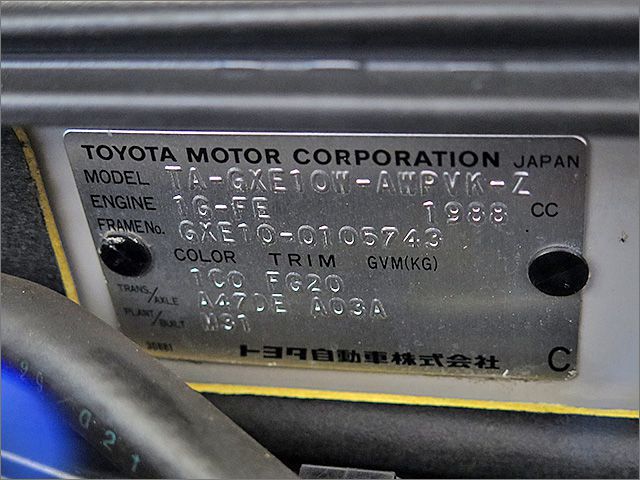 TOYOTA MOTOR CORPORATION JAPAN
MODEL TA-GXE10W-AWPVK-Z
ENGINE 1G-FE 1988 CC
FRAME No. GXE10-0105743
COLOR TRIM GVM(KG)
1C0 FG20
TRANS./AXLE A47DE A03A
PLANT/BUILT M31
トヨタ自動車株式会社 C